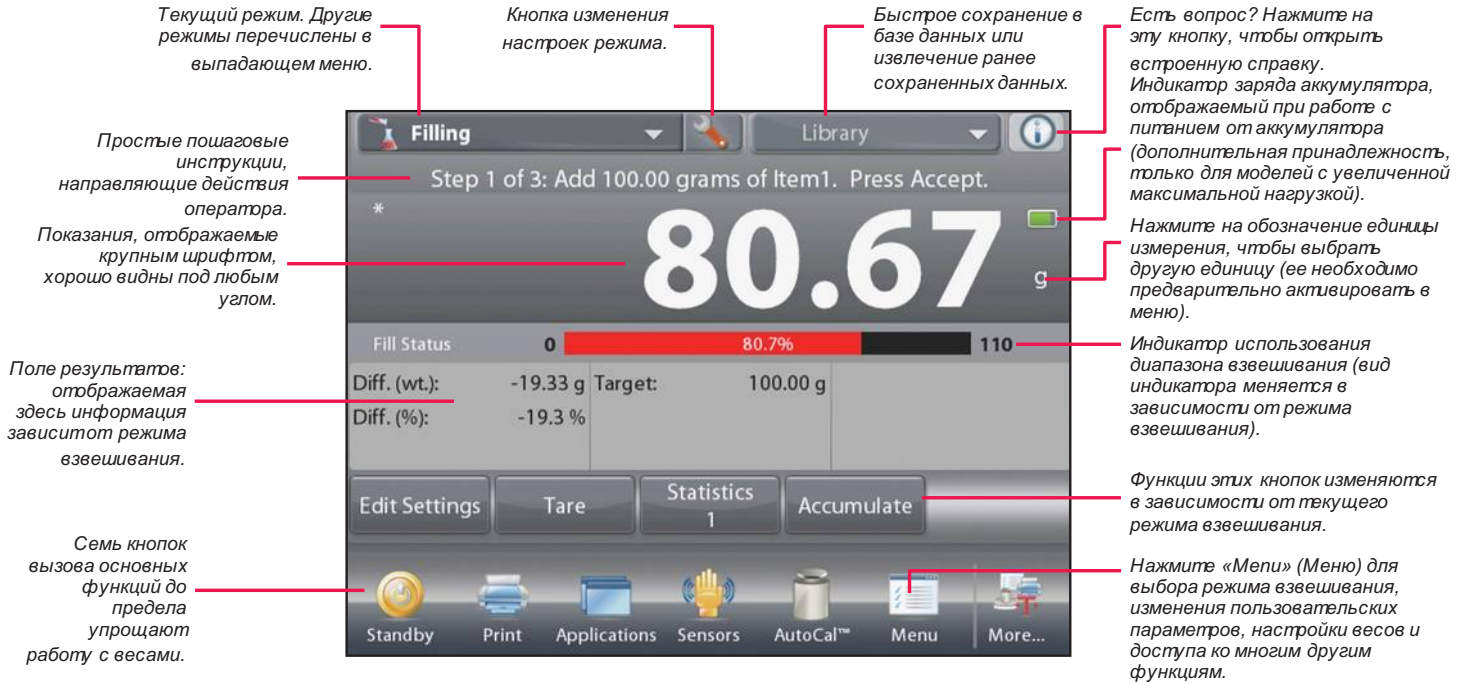 Текущий режим. Другие
режимы перечислены в
выпадающем меню.
Кнопка изменения
настроек режима.
Быстрое сохранение в
базе данных или
извлечение ранее
сохраненных данных.
Есть вопрос? Нажмите на
эту кнопку, чтобы открыть
встроенную справку.
Индикатор заряда аккумулятора,
отображаемый при работе с
питанием от аккумулятора
(дополнительная принадлежность,
только для моделей с увеличенной
максимальной нагрузкой).
Простые пошаговые
инструкции,
направляющие действия
оператора.
Показания, отображаемые
крупным шрифтом,
хорошо видны под любым
углом.
Нажмите на обозначение единицы
измерения, чтобы выбрать
другую единицу (ее необходимо
предварительно активировать в
меню).
Поле результатов:
отображаемая
здесь информация
зависитот режима
взвешивания.
Индикатор использования
диапазона взвешивания (вид
индикатора меняется в
зависимости от режима
взвешивания).
Функции этих кнопок изменяются
в зависимости от текущего
режима взвешивания.
Семь кнопок
вызова основных
функций до
предела
упрощают
работу с весами.
Нажмите «Menu» (Меню) для
выбора режима взвешивания,
изменения пользовательских
параметров, настройки весов и
доступа ко многим другим
функциям.
Filling
Library
Step 1 of 3: Add 100.00 grams of Item1. Press Accept.
*
80.67
g
Fill Status 0 80.7% 110
Diff. (wt.): -19.33 g Target: 100.00 g
Diff. (%): -19.3 %
Edit Settings Tare Statistics 1 Accumulate
Standby Print Applications Sensors AutoCal™ Menu More...